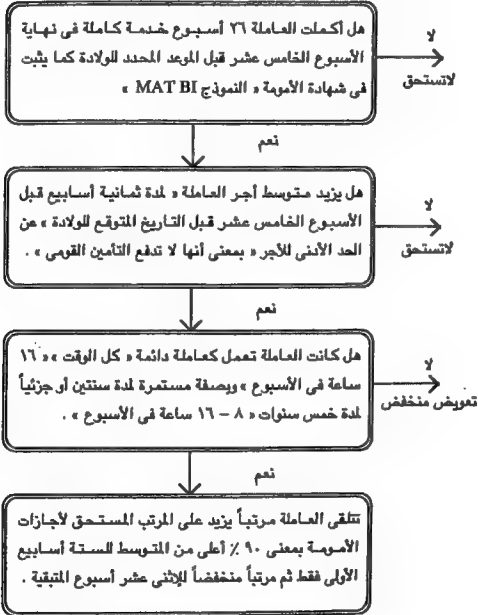 هل أكملت العاملة ٢٦ أسبوع خدمة كاملة فى نهاية
الأسبوع الخامس عشر قبل الموعد المحدد للولادة كما يثبت
فى شهادة الأمومة « النموذج MAT BI »
لا
لاتستحق
نعم
هل يزيد متوسط أجر العاملة « لمدة ثمانية أسابيع قبل
الأسبوع الخامس عشر قبل التاريخ المتوقع للولادة » عن
الحد الأدنى للأجر « بمعنى أنها لا تدفع التأمين القومى » .
لا
لاتستحق
نعم
هل كانت العاملة تعمل كعاملة دائمة « كل الوقت » « ١٦
ساعة فى الأسبوع » وبصفة مستمرة لمدة سنتين أو جزئياً
لمدة خمس سنوات « ٨ – ١٦ ساعة فى الأسبوع » .
لا
تعويض منخفض
نعم
تتلقى العاملة مرتباً يزيد على المرتب المستحق لأجازات
الأمومة بمعنى ٩٠ ٪ أعلى من المتوسط للستة أسابيع
الأولى فقط ثم مرتباً منخفضاً للإثنى عشر أسبوع المتبقية .